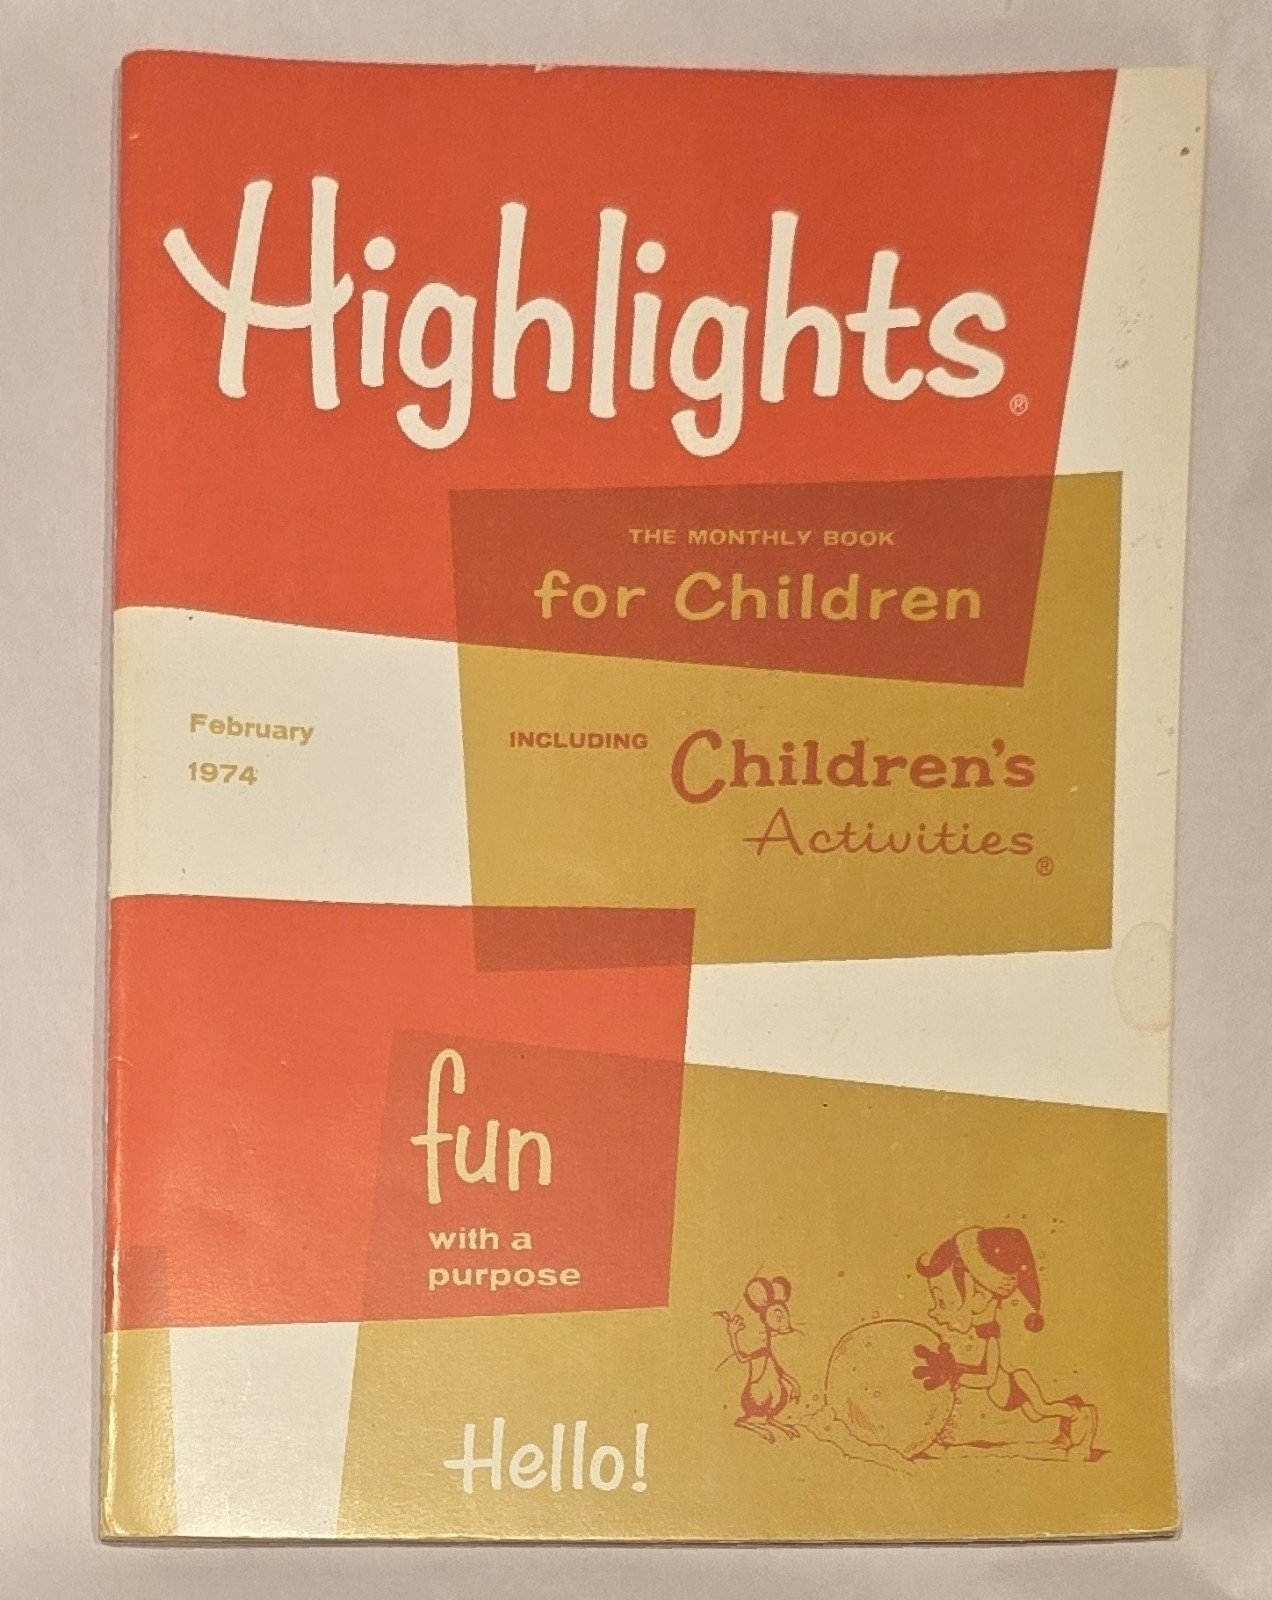 Highlights®
THE MONTHLY BOOK
for Children
February
1974
INCLUDING Children's
Activities®
fun
with a
purpose
Hello!